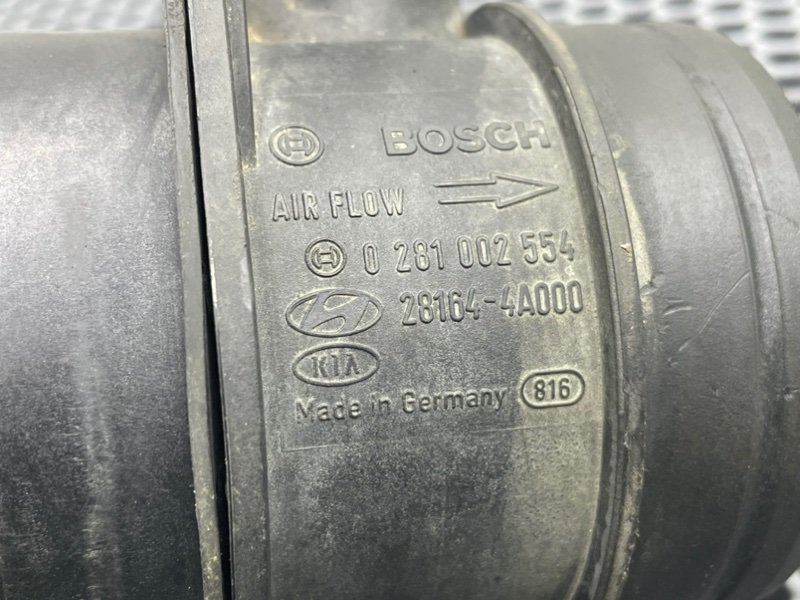 BOSCH
AIR FLOW
0 281 002 554
28164-4A000
KIA
Made in Germany 816